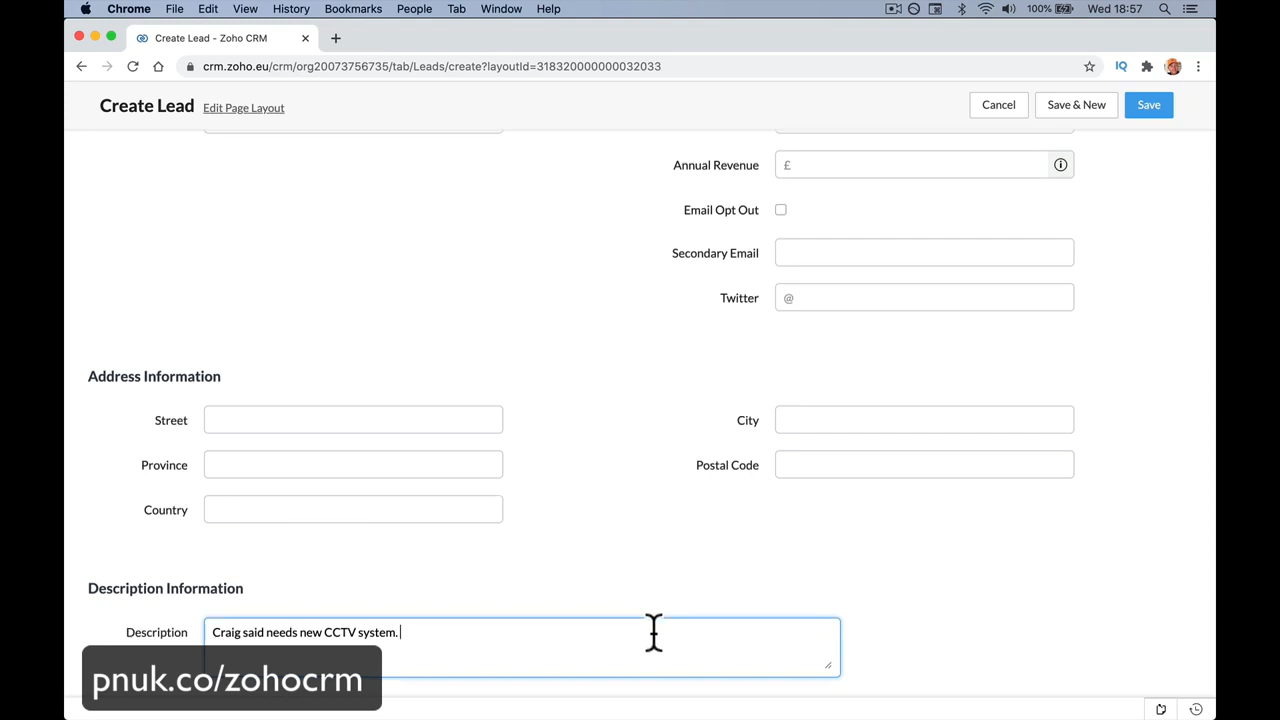 Chrome File Edit View History Bookmarks People Tab Window Help 100% Wed 18:57
Create Lead - Zoho CRM
crm.zoho.eu/crm/org20073756735/tab/Leads/create?layoutId=318320000000032033 IQ
Create Lead Edit Page Layout Cancel Save & New Save
Annual Revenue £
Email Opt Out
Secondary Email
Twitter @
Address Information
Street City
Province Postal Code
Country
Description Information
Description Craig said needs new CCTV system.
pnuk.co/zohocrm